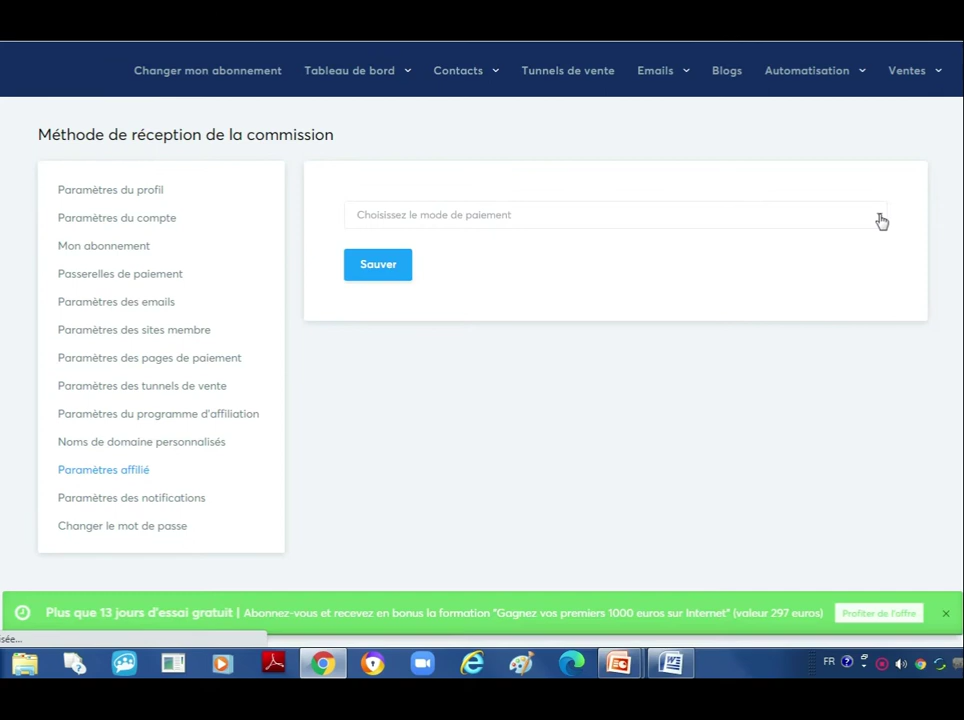 Changer mon abonnement Tableau de bord Contacts Tunnels de vente Emails Blogs Automatisation Ventes
Méthode de réception de la commission
Paramètres du profil
Paramètres du compte
Mon abonnement
Passerelles de paiement
Paramètres des emails
Paramètres des sites membre
Paramètres des pages de paiement
Paramètres des tunnels de vente
Paramètres du programme d'affiliation
Noms de domaine personnalisés
Paramètres affilié
Paramètres des notifications
Changer le mot de passe
Choisissez le mode de paiement
Sauver
Plus que 13 jours d'essai gratuit | Abonnez-vous et recevez en bonus la formation "Gagnez vos premiers 1000 euros sur Internet" (valeur 297 euros) Profiter de l'offre ×
isée...
FR